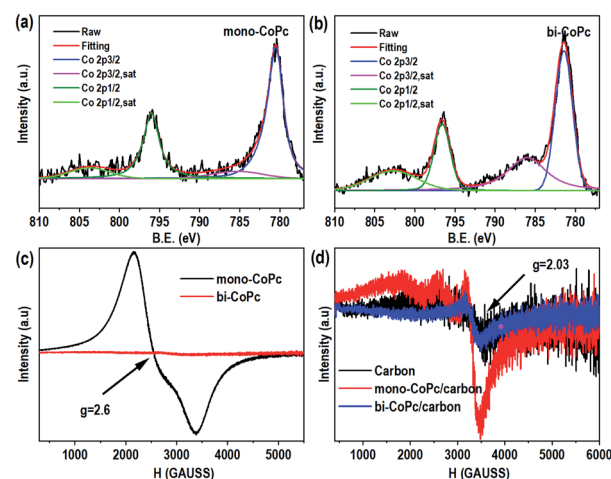 (a)
mono-CoPc
Raw
Fitting
Co 2p3/2
Co 2p3/2,sat
Co 2p1/2
Co 2p1/2,sat
Intensity (a.u.)
810 800 795 790 785 780
B.E. (eV)
(b)
bi-CoPc
Raw
Fitting
Co 2p3/2
Co 2p3/2,sat
Co 2p1/2
Co 2p1/2,sat
Intensity (a.u.)
810 800 795 790 785 780
B.E. (eV)
(c)
mono-CoPc
bi-CoPc
g=2.6
Intensity (a.u)
1000 2000 3000 4000 5000
H (GAUSS)
(d)
g=2.03
Carbon
mono-CoPc/carbon
bi-CoPc/carbon
Intensity (a.u)
1000 2000 3000 4000 5000 6000
H (GAUSS)